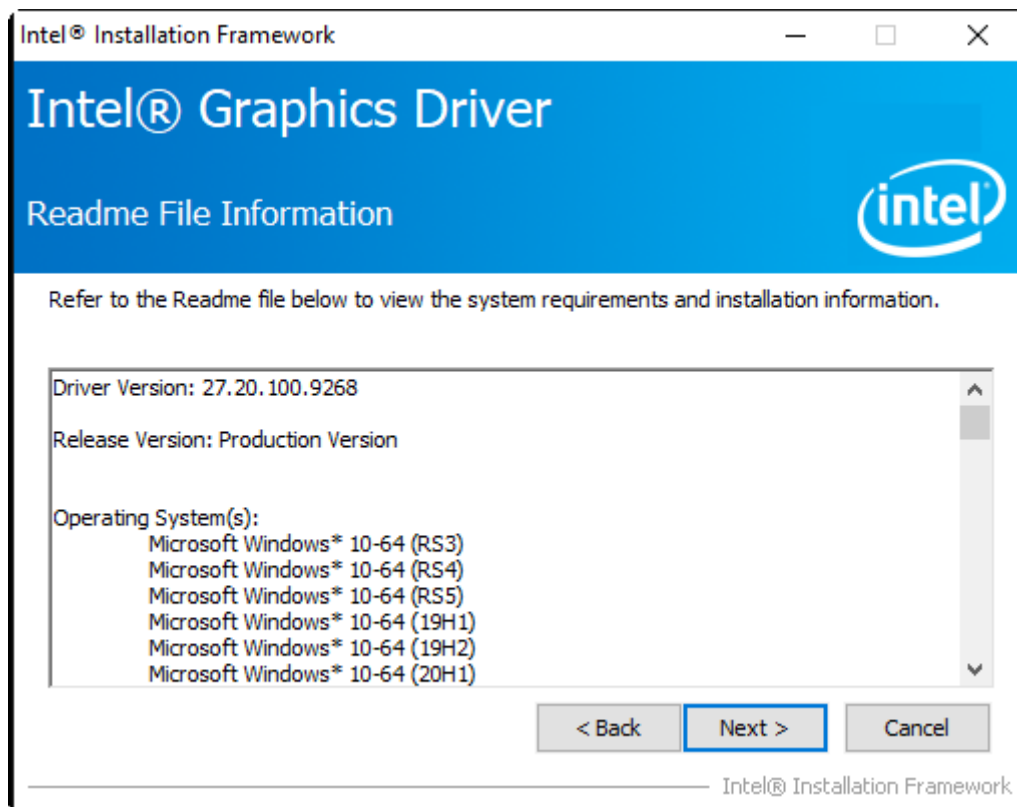 Intel® Installation Framework
Intel® Graphics Driver
Readme File Information
intel
Refer to the Readme file below to view the system requirements and installation information.
Driver Version: 27.20.100.9268
Release Version: Production Version
Operating System(s):
Microsoft Windows* 10-64 (RS3)
Microsoft Windows* 10-64 (RS4)
Microsoft Windows* 10-64 (RS5)
Microsoft Windows* 10-64 (19H1)
Microsoft Windows* 10-64 (19H2)
Microsoft Windows* 10-64 (20H1)
< Back Next > Cancel
Intel® Installation Framework